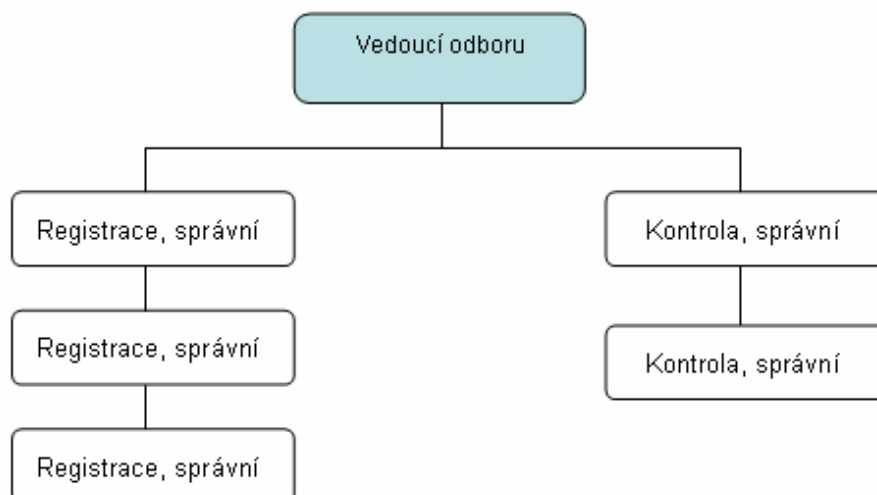 Vedoucí odboru
Registrace, správní
Kontrola, správní
Registrace, správní
Kontrola, správní
Registrace, správní